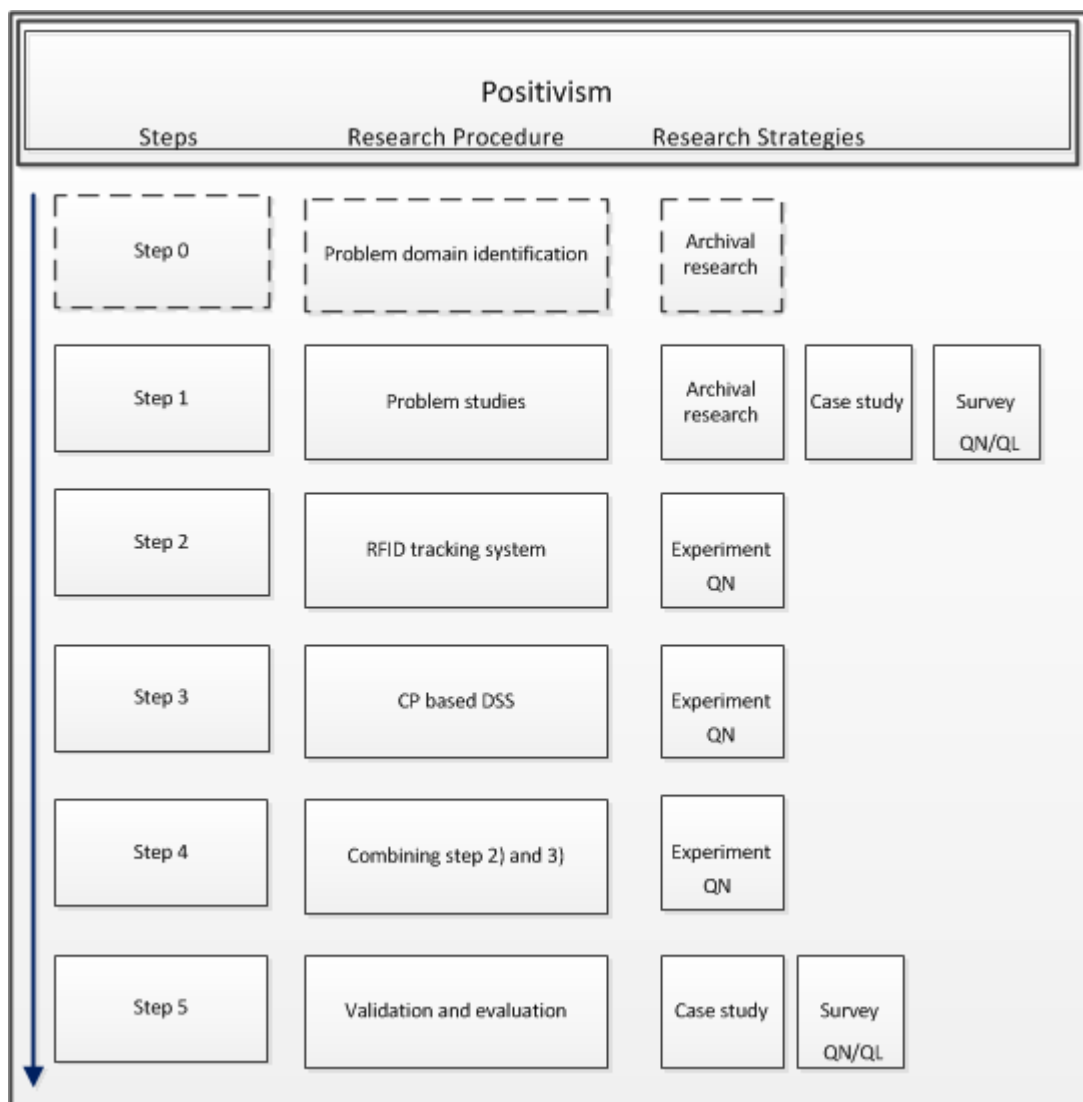 Positivism
Steps Research Procedure Research Strategies
Step 0 Problem domain identification Archival
research
Step 1 Problem studies Archival
research Case study Survey
QN/QL
Step 2 RFID tracking system Experiment
QN
Step 3 CP based DSS Experiment
QN
Step 4 Combining step 2) and 3) Experiment
QN
Step 5 Validation and evaluation Case study Survey
QN/QL